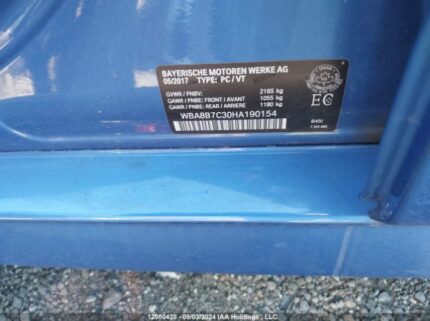 BAYERISCHE MOTOREN WERKE AG
05/2017 TYPE: PC / VT
GVWR / PNBV: 2165 kg
GAWR / PNBE: FRONT / AVANT 1055 kg
GAWR / PNBE: REAR / ARRIERE 1180 kg
WBA8B7C30HA190154
EC
12080428 - 09/03/2024 IAA Holdings , LLC